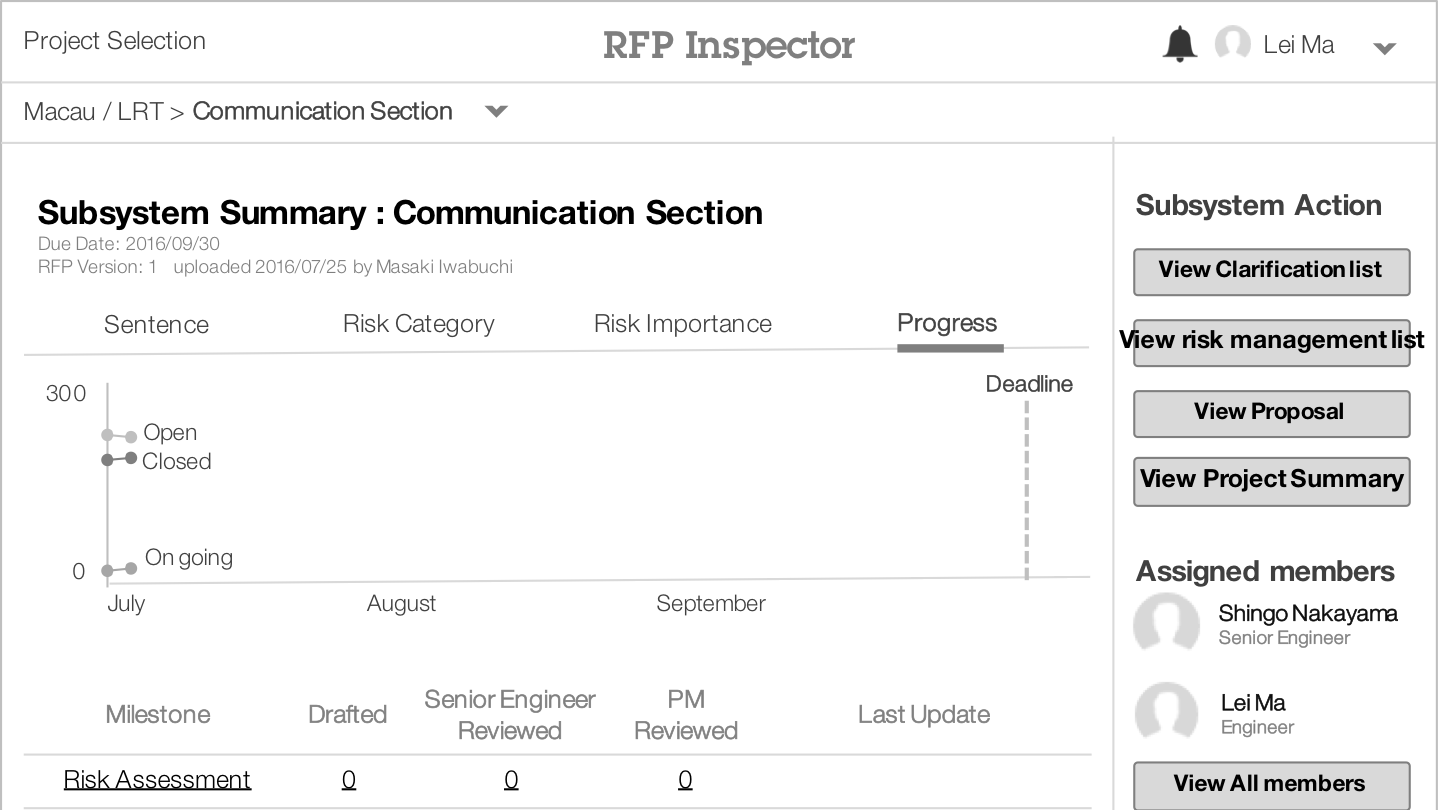 Project Selection
RFP Inspector
Lei Ma
Macau / LRT > Communication Section
Subsystem Summary : Communication Section
Due Date: 2016/09/30
RFP Version: 1 uploaded 2016/07/25 by Masaki Iwabuchi
Sentence
Risk Category
Risk Importance
Progress
300
Deadline
Open
Closed
On going
0
July
August
September
Milestone
Drafted
Senior Engineer
Reviewed
PM
Reviewed
Last Update
Risk Assessment
0
0
0
Subsystem Action
View Clarification list
View risk management list
View Proposal
View Project Summary
Assigned members
Shingo Nakayama
Senior Engineer
Lei Ma
Engineer
View All members